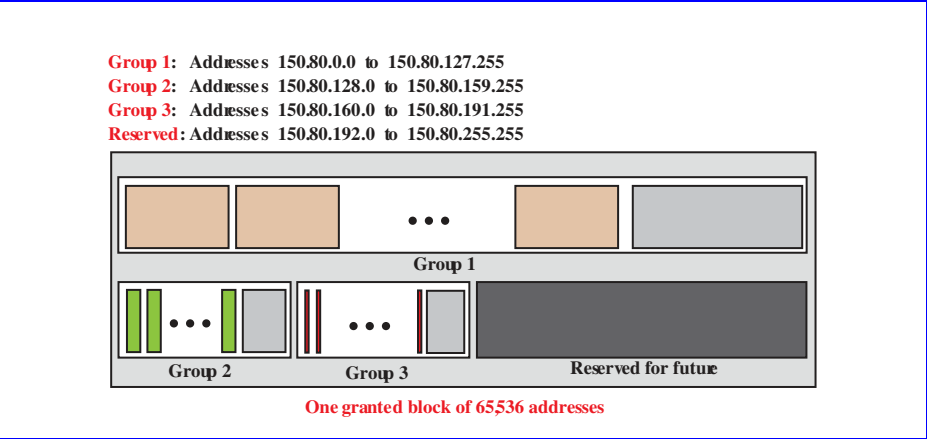 Group 1: Addresses 150.80.0.0 to 150.80.127.255
Group 2: Addresses 150.80.128.0 to 150.80.159.255
Group 3: Addresses 150.80.160.0 to 150.80.191.255
Reserved: Addresses 150.80.192.0 to 150.80.255.255
Group 1
Group 2
Group 3
Reserved for future
One granted block of 65,536 addresses